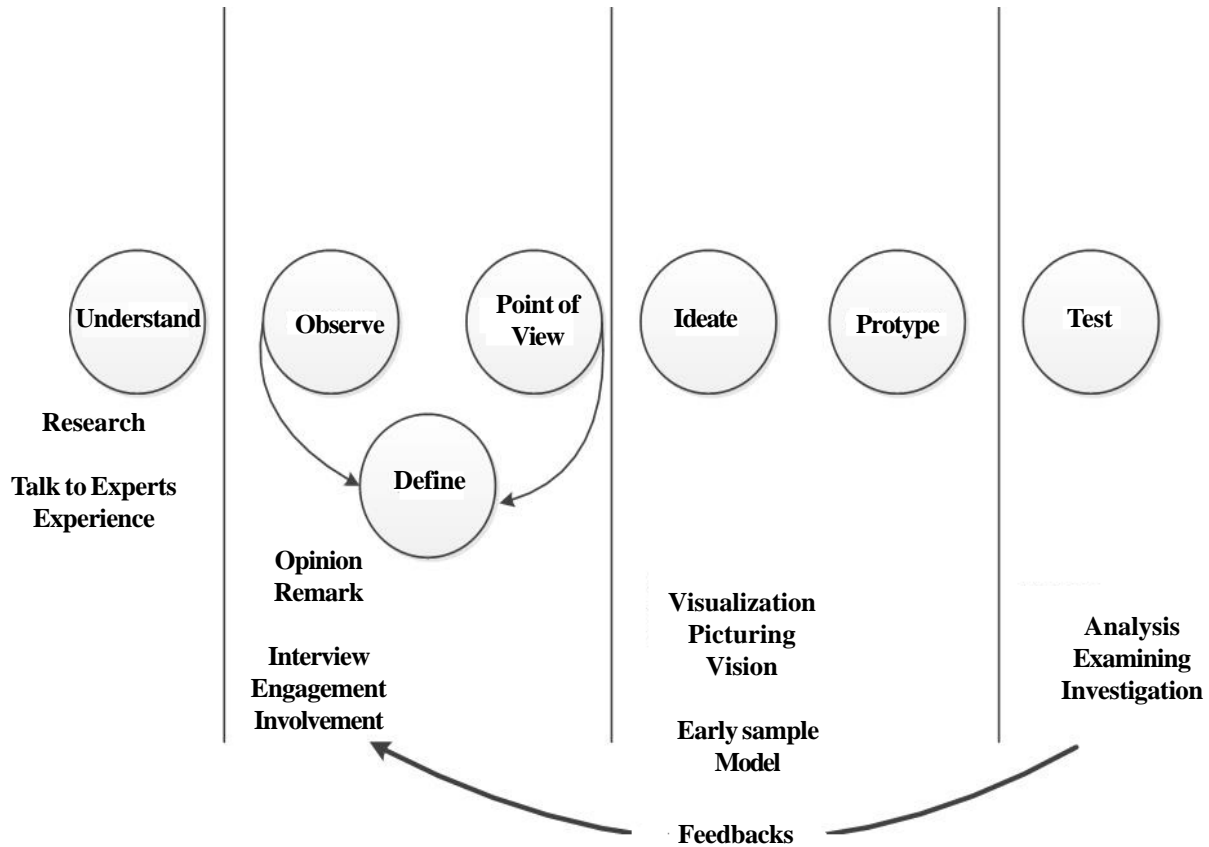 Understand
Observe
Point of
View
Ideate
Protype
Test
Define
Research
Talk to Experts
Experience
Opinion
Remark
Interview
Engagement
Involvement
Visualization
Picturing
Vision
Early sample
Model
Analysis
Examining
Investigation
Feedbacks